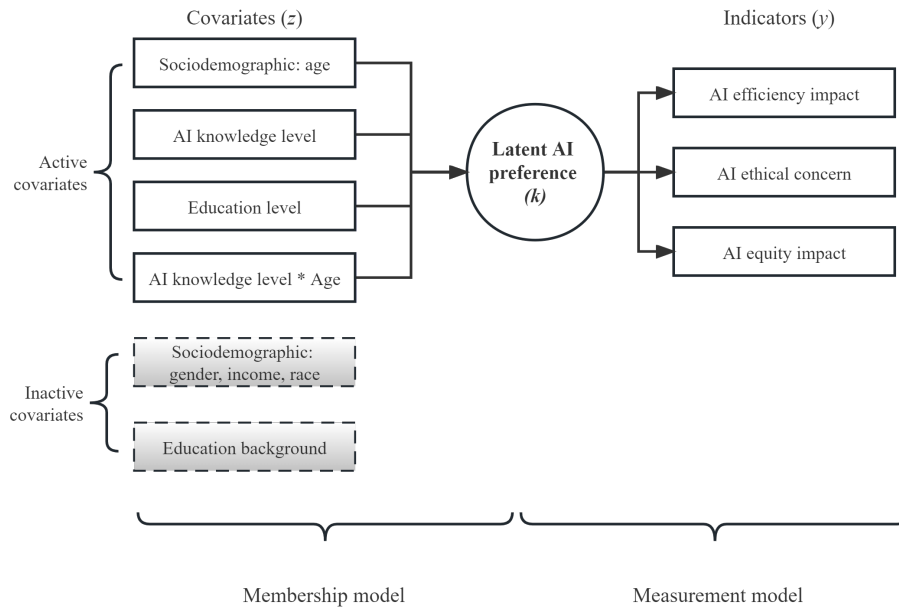 Covariates (z)
Indicators (y)
Active
covariates
Sociodemographic: age
AI knowledge level
Education level
AI knowledge level * Age
Latent AI
preference
(k)
AI efficiency impact
AI ethical concern
AI equity impact
Inactive
covariates
Sociodemographic:
gender, income, race
Education background
Membership model
Measurement model